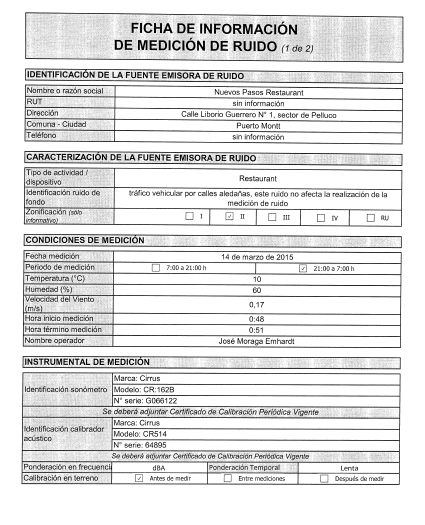 FICHA DE INFORMACIÓN
DE MEDICIÓN DE RUIDO (1 de 2)
IDENTIFICACIÓN DE LA FUENTE EMISORA DE RUIDO
Nombre o razón social Nuevos Pasos Restaurant
RUT sin información
Dirección Calle Liborio Guerrero N° 1, sector de Pelluco
Comuna - Ciudad Puerto Montt
Teléfono sin información
CARACTERIZACIÓN DE LA FUENTE EMISORA DE RUIDO
Tipo de actividad / dispositivo Restaurant
Identificación ruido de fondo tráfico vehicular por calles aledañas, este ruido no afecta la realización de la medición de ruido
Zonificación (sólo informativo) ☐ I ☑ II ☐ III ☐ IV ☐ RU
CONDICIONES DE MEDICIÓN
Fecha medición 14 de marzo de 2015
Periodo de medición ☐ 7:00 a 21:00 h ☑ 21:00 a 7:00 h
Temperatura (°C) 10
Humedad (%) 60
Velocidad del Viento (m/s) 0,17
Hora inicio medición 0:48
Hora término medición 0:51
Nombre operador José Moraga Emhardt
INSTRUMENTAL DE MEDICIÓN
Identificación sonómetro
Marca: Cirrus
Modelo: CR:162B
N° serie: G066122
Se deberá adjuntar Certificado de Calibración Periódica Vigente
Identificación calibrador acústico
Marca: Cirrus
Modelo: CR514
N° serie: 64895
Se deberá adjuntar Certificado de Calibración Periódica Vigente
Ponderación en frecuenci dBA Ponderación Temporal Lenta
Calibración en terreno ☑ Antes de medir ☐ Entre mediciones ☐ Después de medir